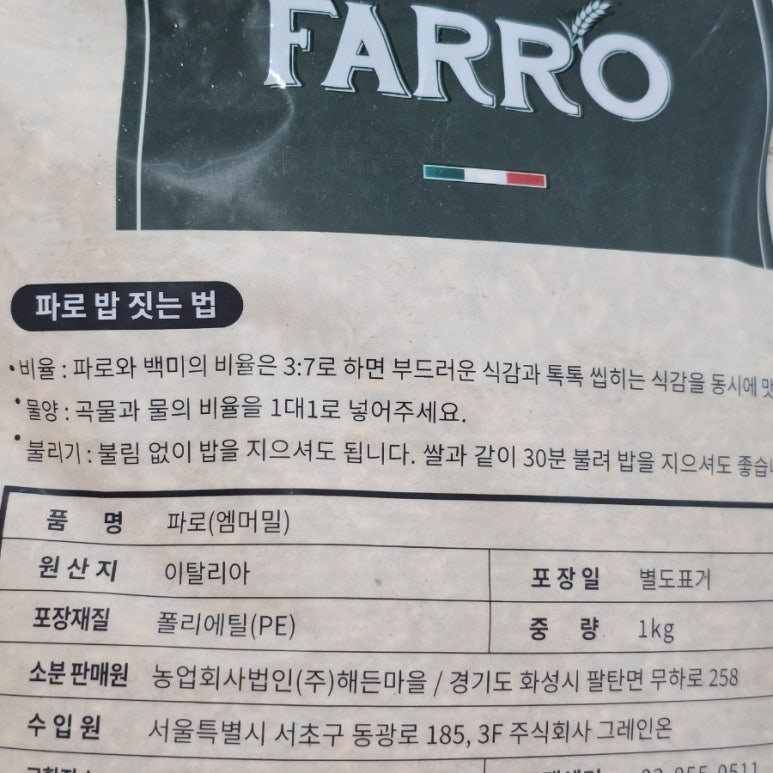 FARRO
파로 밥 짓는 법
•비율 : 파로와 백미의 비율은 3:7로 하면 부드러운 식감과 톡톡 씹히는 식감을 동시에
•물양 : 곡물과 물의 비율을 1대1로 넣어주세요.
•불리기 : 불림 없이 밥을 지으셔도 됩니다. 쌀과 같이 30분 불려 밥을 지으셔도
품 명 파로(엠머밀)
원산지 이탈리아 포장일 별도표거
포장재질 폴리에틸(PE) 중 량 1kg
소분판매원 농업회사법인(주)해든마을 / 경기도 화성시 팔탄면 무하로 258
수입원 서울특별시 서초구 동광로 185, 3F 주식회사 그레인온